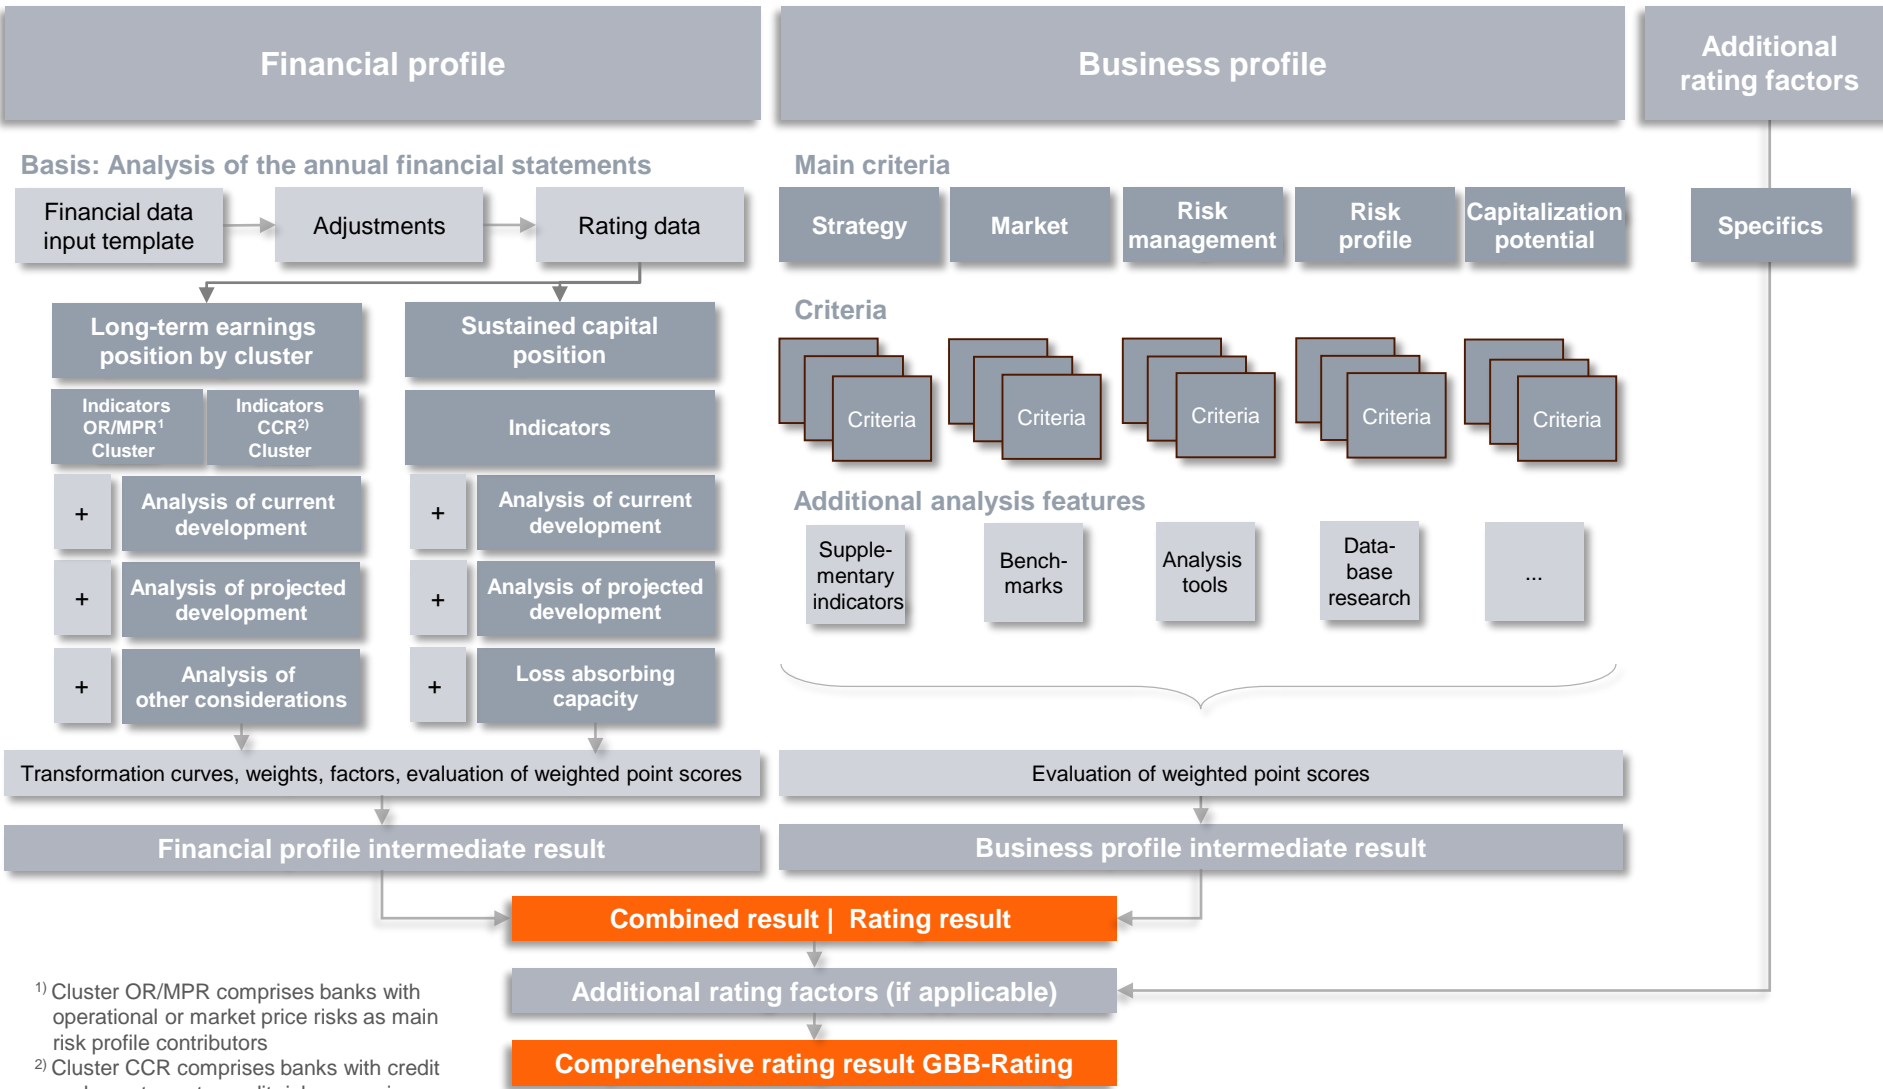 Financial profile
Business profile
Additional
rating factors
Basis: Analysis of the annual financial statements
Financial data
input template
Adjustments
Rating data
Long-term earnings
position by cluster
Sustained capital
position
Indicators
OR/MPR1
Cluster
Indicators
CCR2)
Cluster
Indicators
+
Analysis of current
development
+
Analysis of current
development
+
Analysis of projected
development
+
Analysis of projected
development
+
Analysis of
other considerations
+
Loss absorbing
capacity
Transformation curves, weights, factors, evaluation of weighted point scores
Financial profile intermediate result
Main criteria
Strategy
Market
Risk
management
Risk
profile
Capitalization
potential
Specifics
Criteria
Criteria
Criteria
Criteria
Criteria
Criteria
Additional analysis features
Supple-
mentary
indicators
Bench-
marks
Analysis
tools
Data-
base
research
...
Evaluation of weighted point scores
Business profile intermediate result
Combined result | Rating result
Additional rating factors (if applicable)
Comprehensive rating result GBB-Rating
1) Cluster OR/MPR comprises banks with
operational or market price risks as main
risk profile contributors
2) Cluster CCR comprises banks with credit